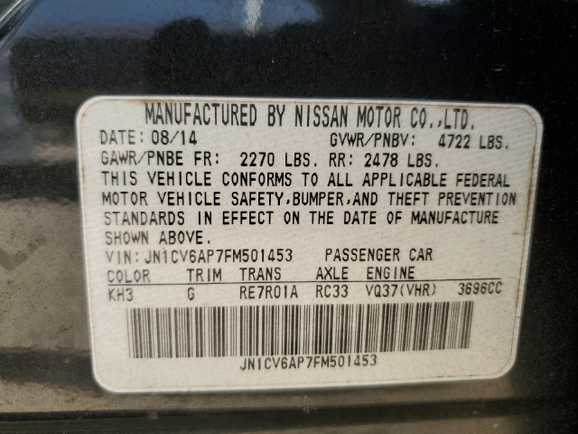 MANUFACTURED BY NISSAN MOTOR CO.,LTD.
DATE: 08/14 GVWR/PNBV: 4722 LBS.
GAWR/PNBE FR: 2270 LBS. RR: 2478 LBS.
THIS VEHICLE CONFORMS TO ALL APPLICABLE FEDERAL
MOTOR VEHICLE SAFETY,BUMPER,AND THEFT PREVENTION
STANDARDS IN EFFECT ON THE DATE OF MANUFACTURE
SHOWN ABOVE.
VIN: JN1CV6AP7FM501453 PASSENGER CAR
COLOR TRIM TRANS AXLE ENGINE
KH3 G RE7R01A RC33 VQ37(VHR) 3696CC
JN1CV6AP7FM501453